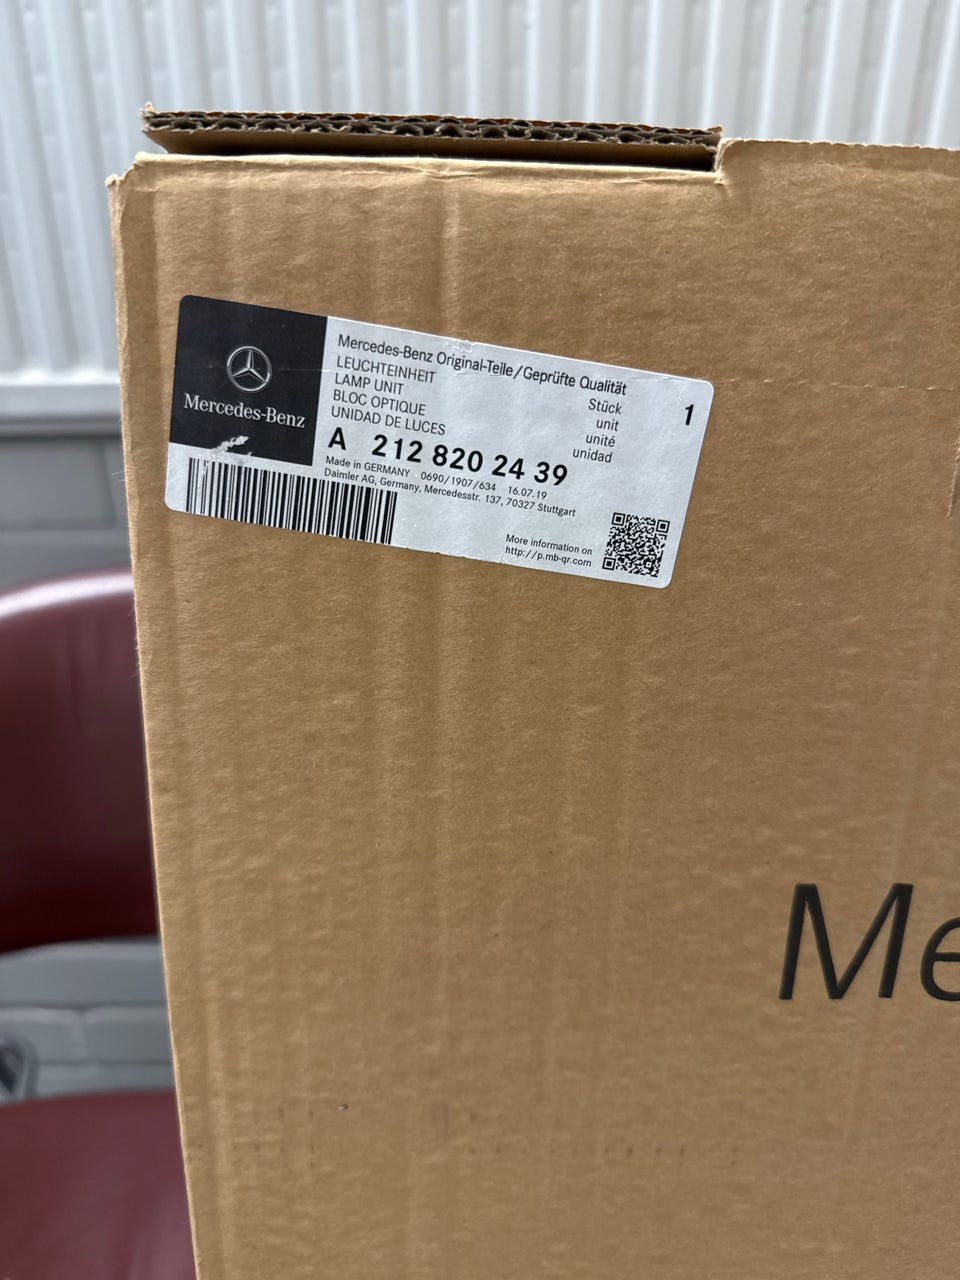 Mercedes-Benz
Mercedes-Benz Original-Teile/Geprüfte Qualität
LEUCHTEINHEIT
LAMP UNIT
BLOC OPTIQUE
UNIDAD DE LUCES
Stück
unit
unité
unidad
1
A 212 820 24 39
Made in GERMANY 0690/1907/634 16.07.19
Daimler AG, Germany, Mercedesstr. 137, 70327 Stuttgart
More information on
http://p.mb-qr.com
Me